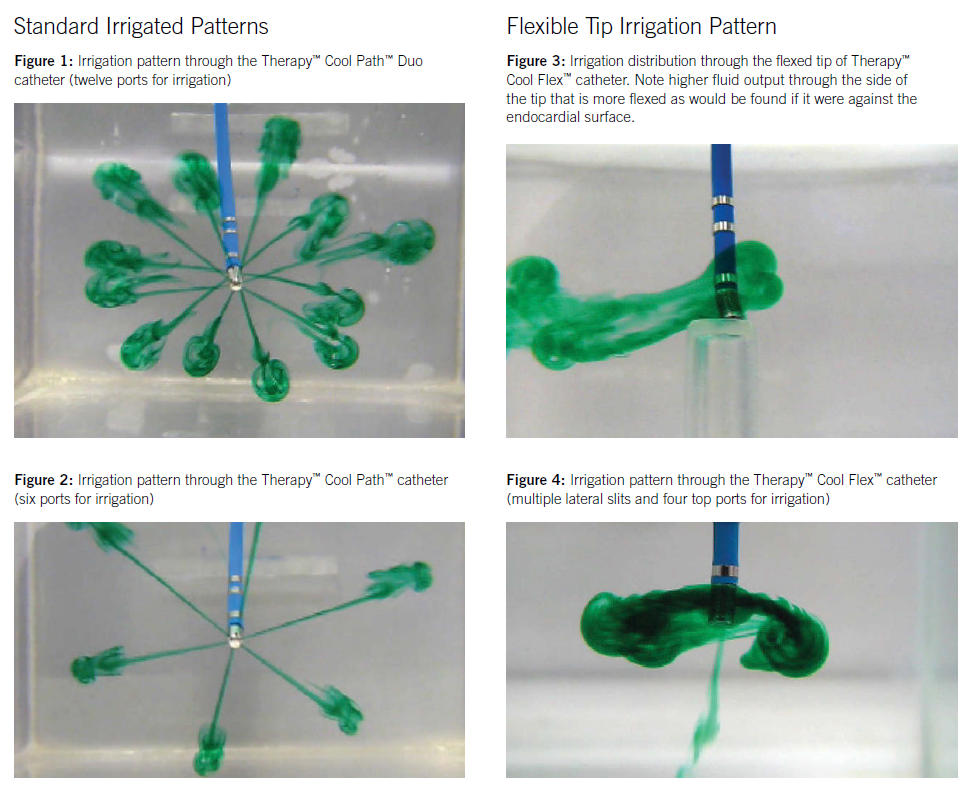 Standard Irrigated Patterns
Figure 1: Irrigation pattern through the Therapy™ Cool Path™ Duo
catheter (twelve ports for irrigation)
Figure 2: Irrigation pattern through the Therapy™ Cool Path™ catheter
(six ports for irrigation)
Flexible Tip Irrigation Pattern
Figure 3: Irrigation distribution through the flexed tip of Therapy™
Cool Flex™ catheter. Note higher fluid output through the side of
the tip that is more flexed as would be found if it were against the
endocardial surface.
Figure 4: Irrigation pattern through the Therapy™ Cool Flex™ catheter
(multiple lateral slits and four top ports for irrigation)